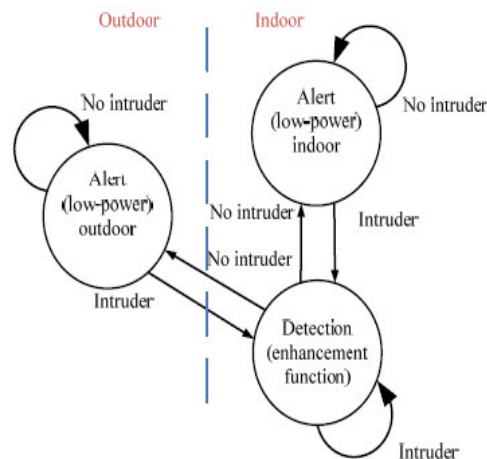 Outdoor
Indoor
No intruder
Alert
(low-power)
outdoor
Intruder
Alert
(low-power)
indoor
No intruder
No intruder
Intruder
No intruder
Detection
(enhancement
function)
Intruder